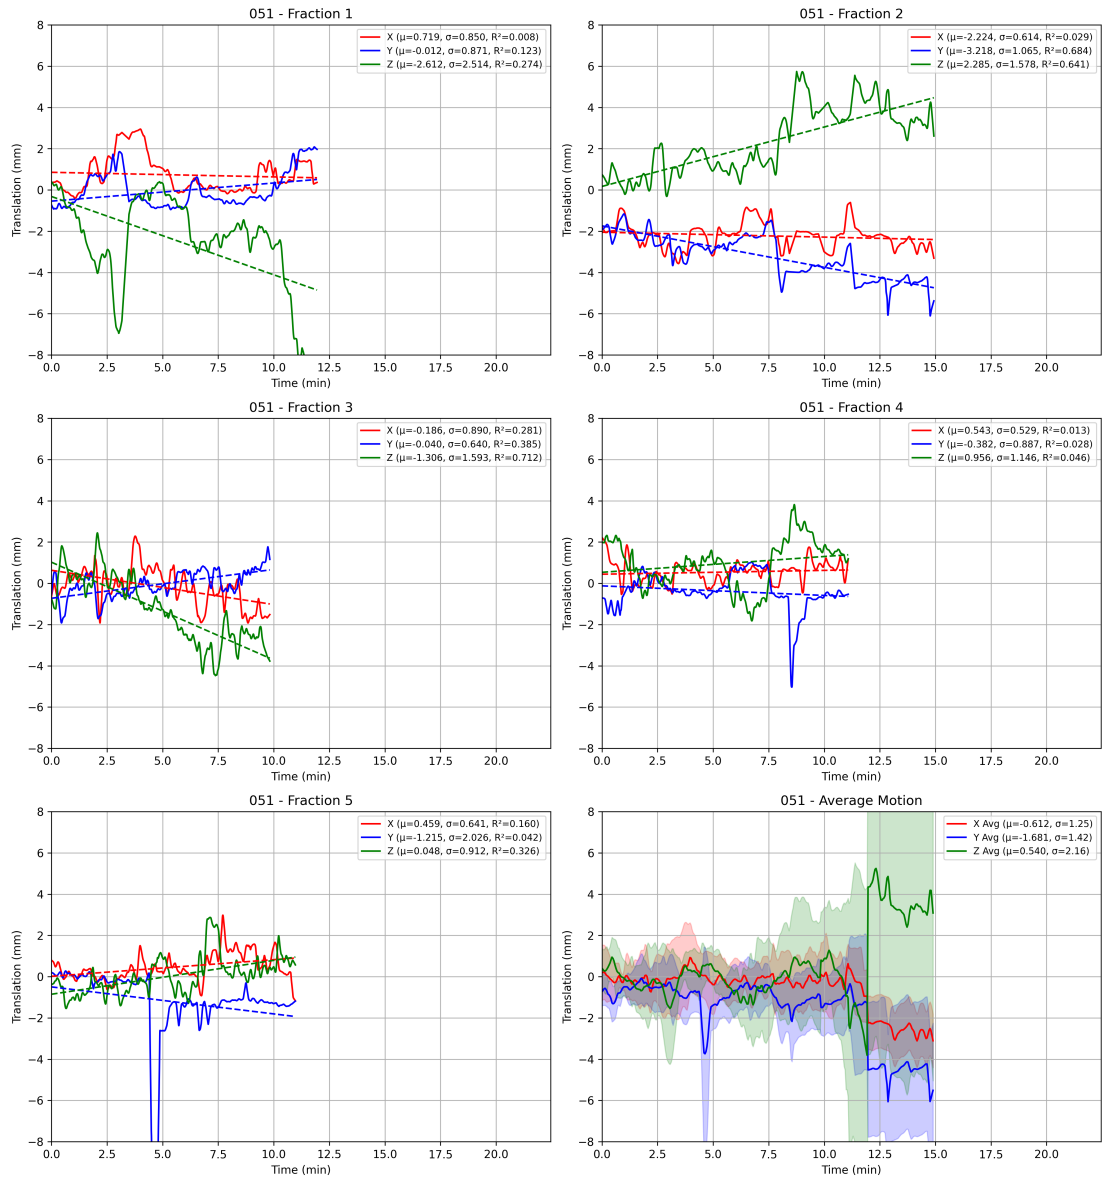 051 - Fraction 1
X (μ=0.719, σ=0.850, R²=0.008)
Y (μ=-0.012, σ=0.871, R²=0.123)
Z (μ=-2.612, σ=2.514, R²=0.274)
Translation (mm)
8
6
4
2
0
−2
−4
−6
−8
0.0 2.5 5.0 7.5 10.0 12.5 15.0 17.5 20.0
Time (min)
051 - Fraction 2
X (μ=-2.224, σ=0.614, R²=0.029)
Y (μ=-3.218, σ=1.065, R²=0.684)
Z (μ=2.285, σ=1.578, R²=0.641)
Translation (mm)
8
6
4
2
0
−2
−4
−6
−8
0.0 2.5 5.0 7.5 10.0 12.5 15.0 17.5 20.0
Time (min)
051 - Fraction 3
X (μ=-0.186, σ=0.890, R²=0.281)
Y (μ=-0.040, σ=0.640, R²=0.385)
Z (μ=-1.306, σ=1.593, R²=0.712)
Translation (mm)
8
6
4
2
0
−2
−4
−6
−8
0.0 2.5 5.0 7.5 10.0 12.5 15.0 17.5 20.0
Time (min)
051 - Fraction 4
X (μ=0.543, σ=0.529, R²=0.013)
Y (μ=-0.382, σ=0.887, R²=0.028)
Z (μ=0.956, σ=1.146, R²=0.046)
Translation (mm)
8
6
4
2
0
−2
−4
−6
−8
0.0 2.5 5.0 7.5 10.0 12.5 15.0 17.5 20.0
Time (min)
051 - Fraction 5
X (μ=0.459, σ=0.641, R²=0.160)
Y (μ=-1.215, σ=2.026, R²=0.042)
Z (μ=0.048, σ=0.912, R²=0.326)
Translation (mm)
8
6
4
2
0
−2
−4
−6
−8
0.0 2.5 5.0 7.5 10.0 12.5 15.0 17.5 20.0
Time (min)
051 - Average Motion
X Avg (μ=-0.612, σ=1.25)
Y Avg (μ=-1.681, σ=1.42)
Z Avg (μ=0.540, σ=2.16)
Translation (mm)
8
6
4
2
0
−2
−4
−6
−8
0.0 2.5 5.0 7.5 10.0 12.5 15.0 17.5 20.0
Time (min)